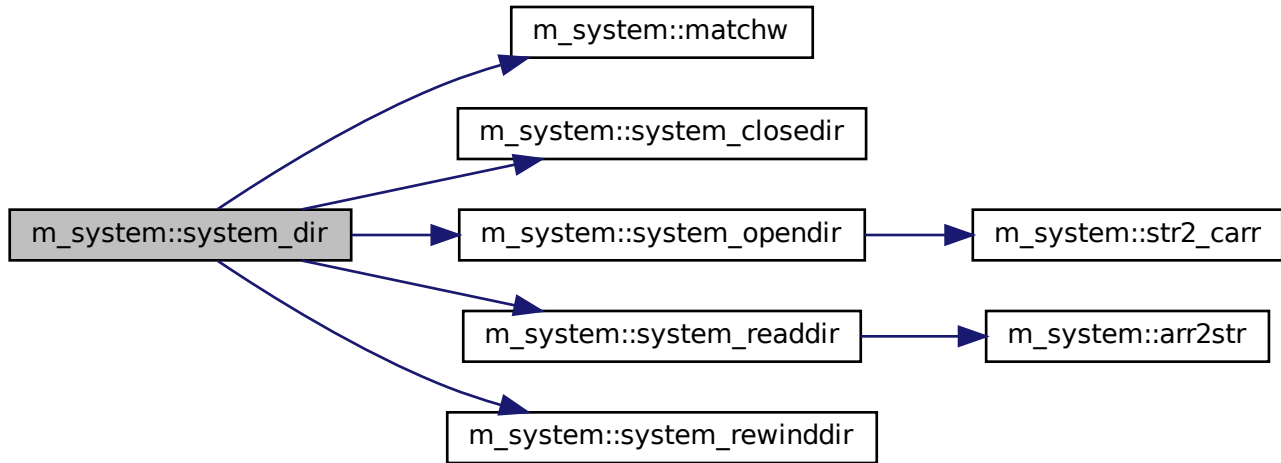 m_system::matchw
m_system::system_closedir
m_system::system_dir
m_system::system_opendir
m_system::str2_carr
m_system::system_readdir
m_system::arr2str
m_system::system_rewinddir